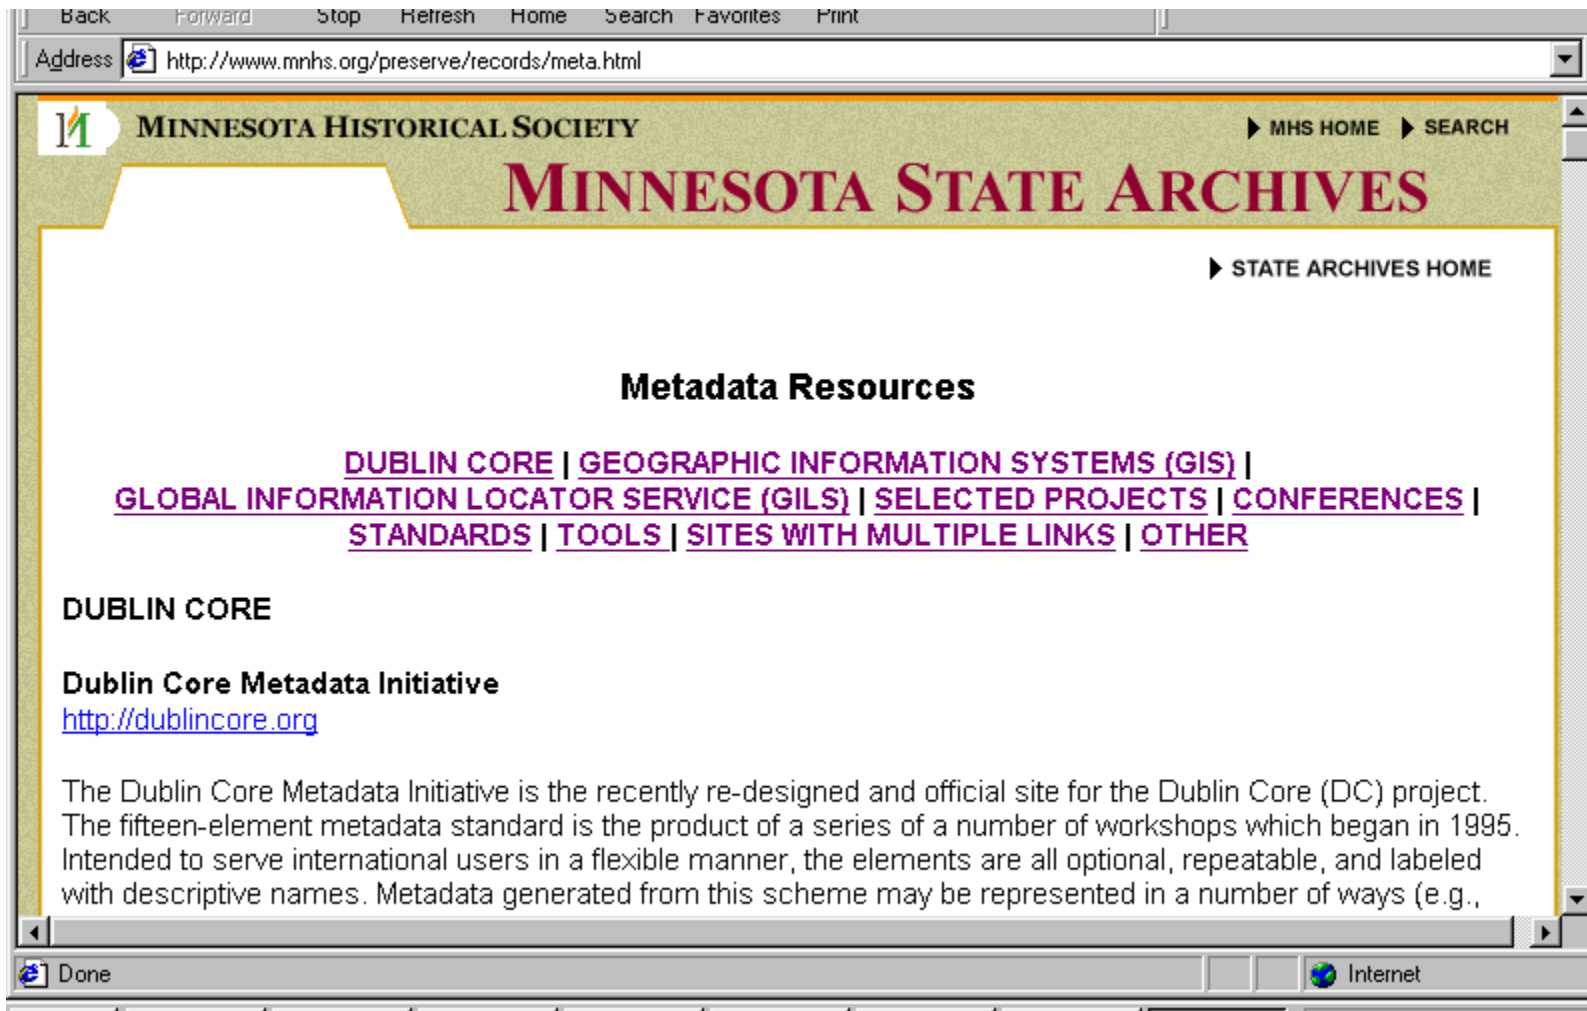 Back Forward Stop Refresh Home Search Favorites Print
Address http://www.mnhs.org/preserve/records/meta.html
MINNESOTA HISTORICAL SOCIETY MHS HOME SEARCH
MINNESOTA STATE ARCHIVES
STATE ARCHIVES HOME
Metadata Resources
DUBLIN CORE | GEOGRAPHIC INFORMATION SYSTEMS (GIS) |
GLOBAL INFORMATION LOCATOR SERVICE (GILS) | SELECTED PROJECTS | CONFERENCES |
STANDARDS | TOOLS | SITES WITH MULTIPLE LINKS | OTHER
DUBLIN CORE
Dublin Core Metadata Initiative
http://dublincore.org
The Dublin Core Metadata Initiative is the recently re-designed and official site for the Dublin Core (DC) project.
The fifteen-element metadata standard is the product of a series of a number of workshops which began in 1995.
Intended to serve international users in a flexible manner, the elements are all optional, repeatable, and labeled
with descriptive names. Metadata generated from this scheme may be represented in a number of ways (e.g.,
Done Internet